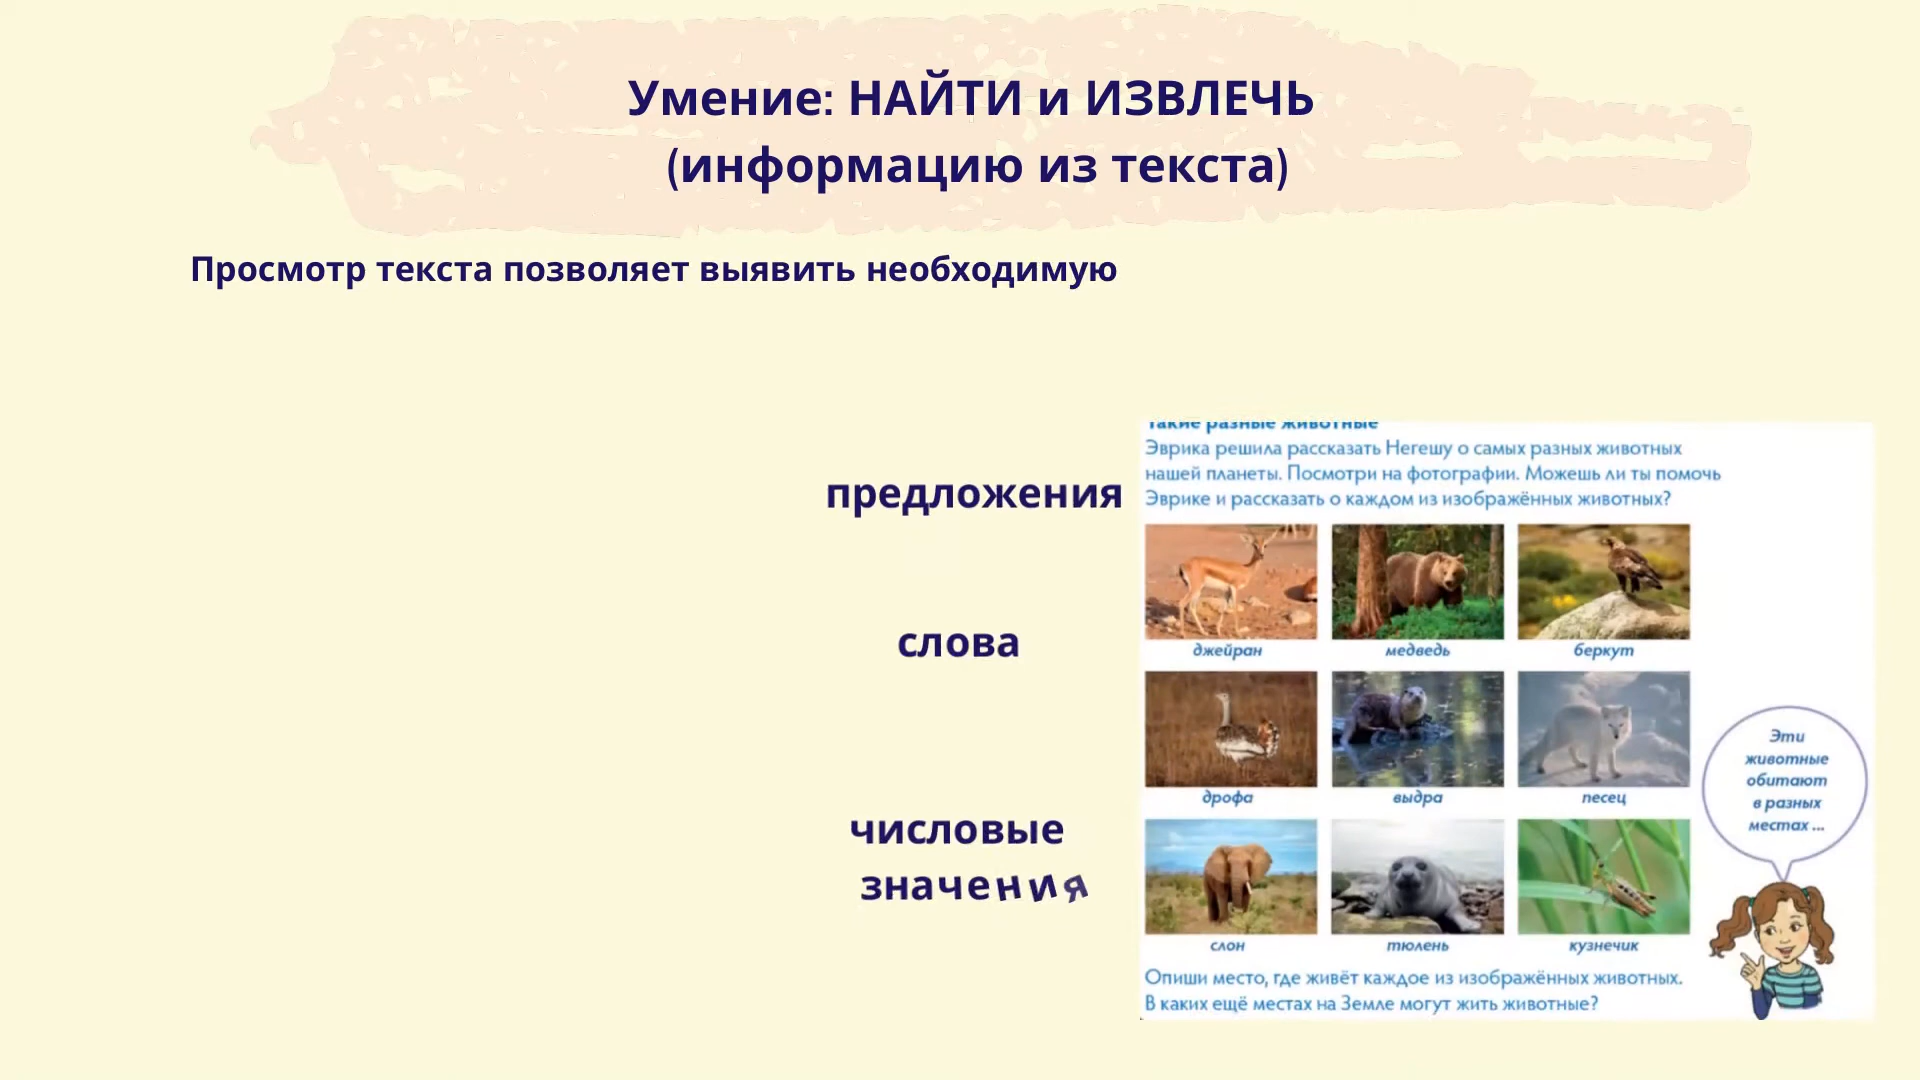 Умение: НАЙТИ и ИЗВЛЕЧЬ
(информацию из текста)
Просмотр текста позволяет выявить необходимую
предложения
слова
числовые
значения
Такие разные животные
Эврика решила рассказать Негешу о самых разных животных
нашей планеты. Посмотри на фотографии. Можешь ли ты помочь
Эврике и рассказать о каждом из изображённых животных?
джейран
медведь
беркут
дрофа
выдра
песец
слон
тюлень
кузнечик
Эти
животные
обитают
в разных
местах ...
Опиши место, где живёт каждое из изображённых животных.
В каких ещё местах на Земле могут жить животные?